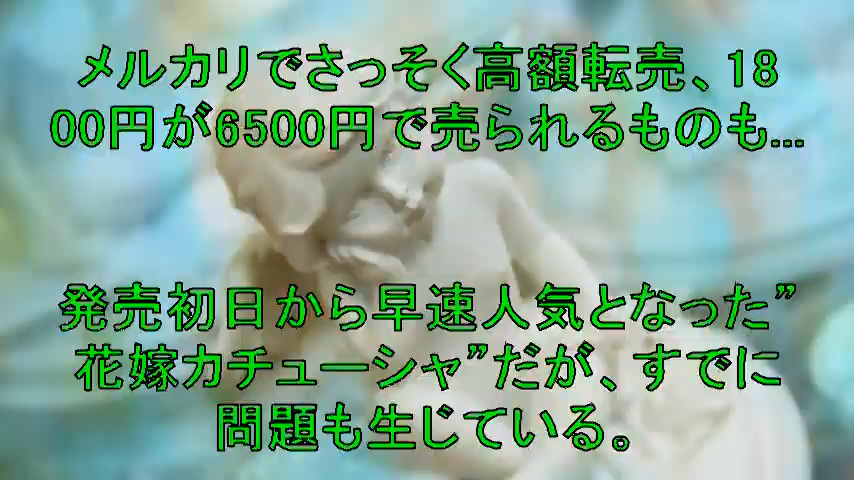 メルカリでさっそく高額転売、18
00円が6500円で売られるものも...
発売初日から早速人気となった”
花嫁カチューシャ”だが、すでに
問題も生じている。